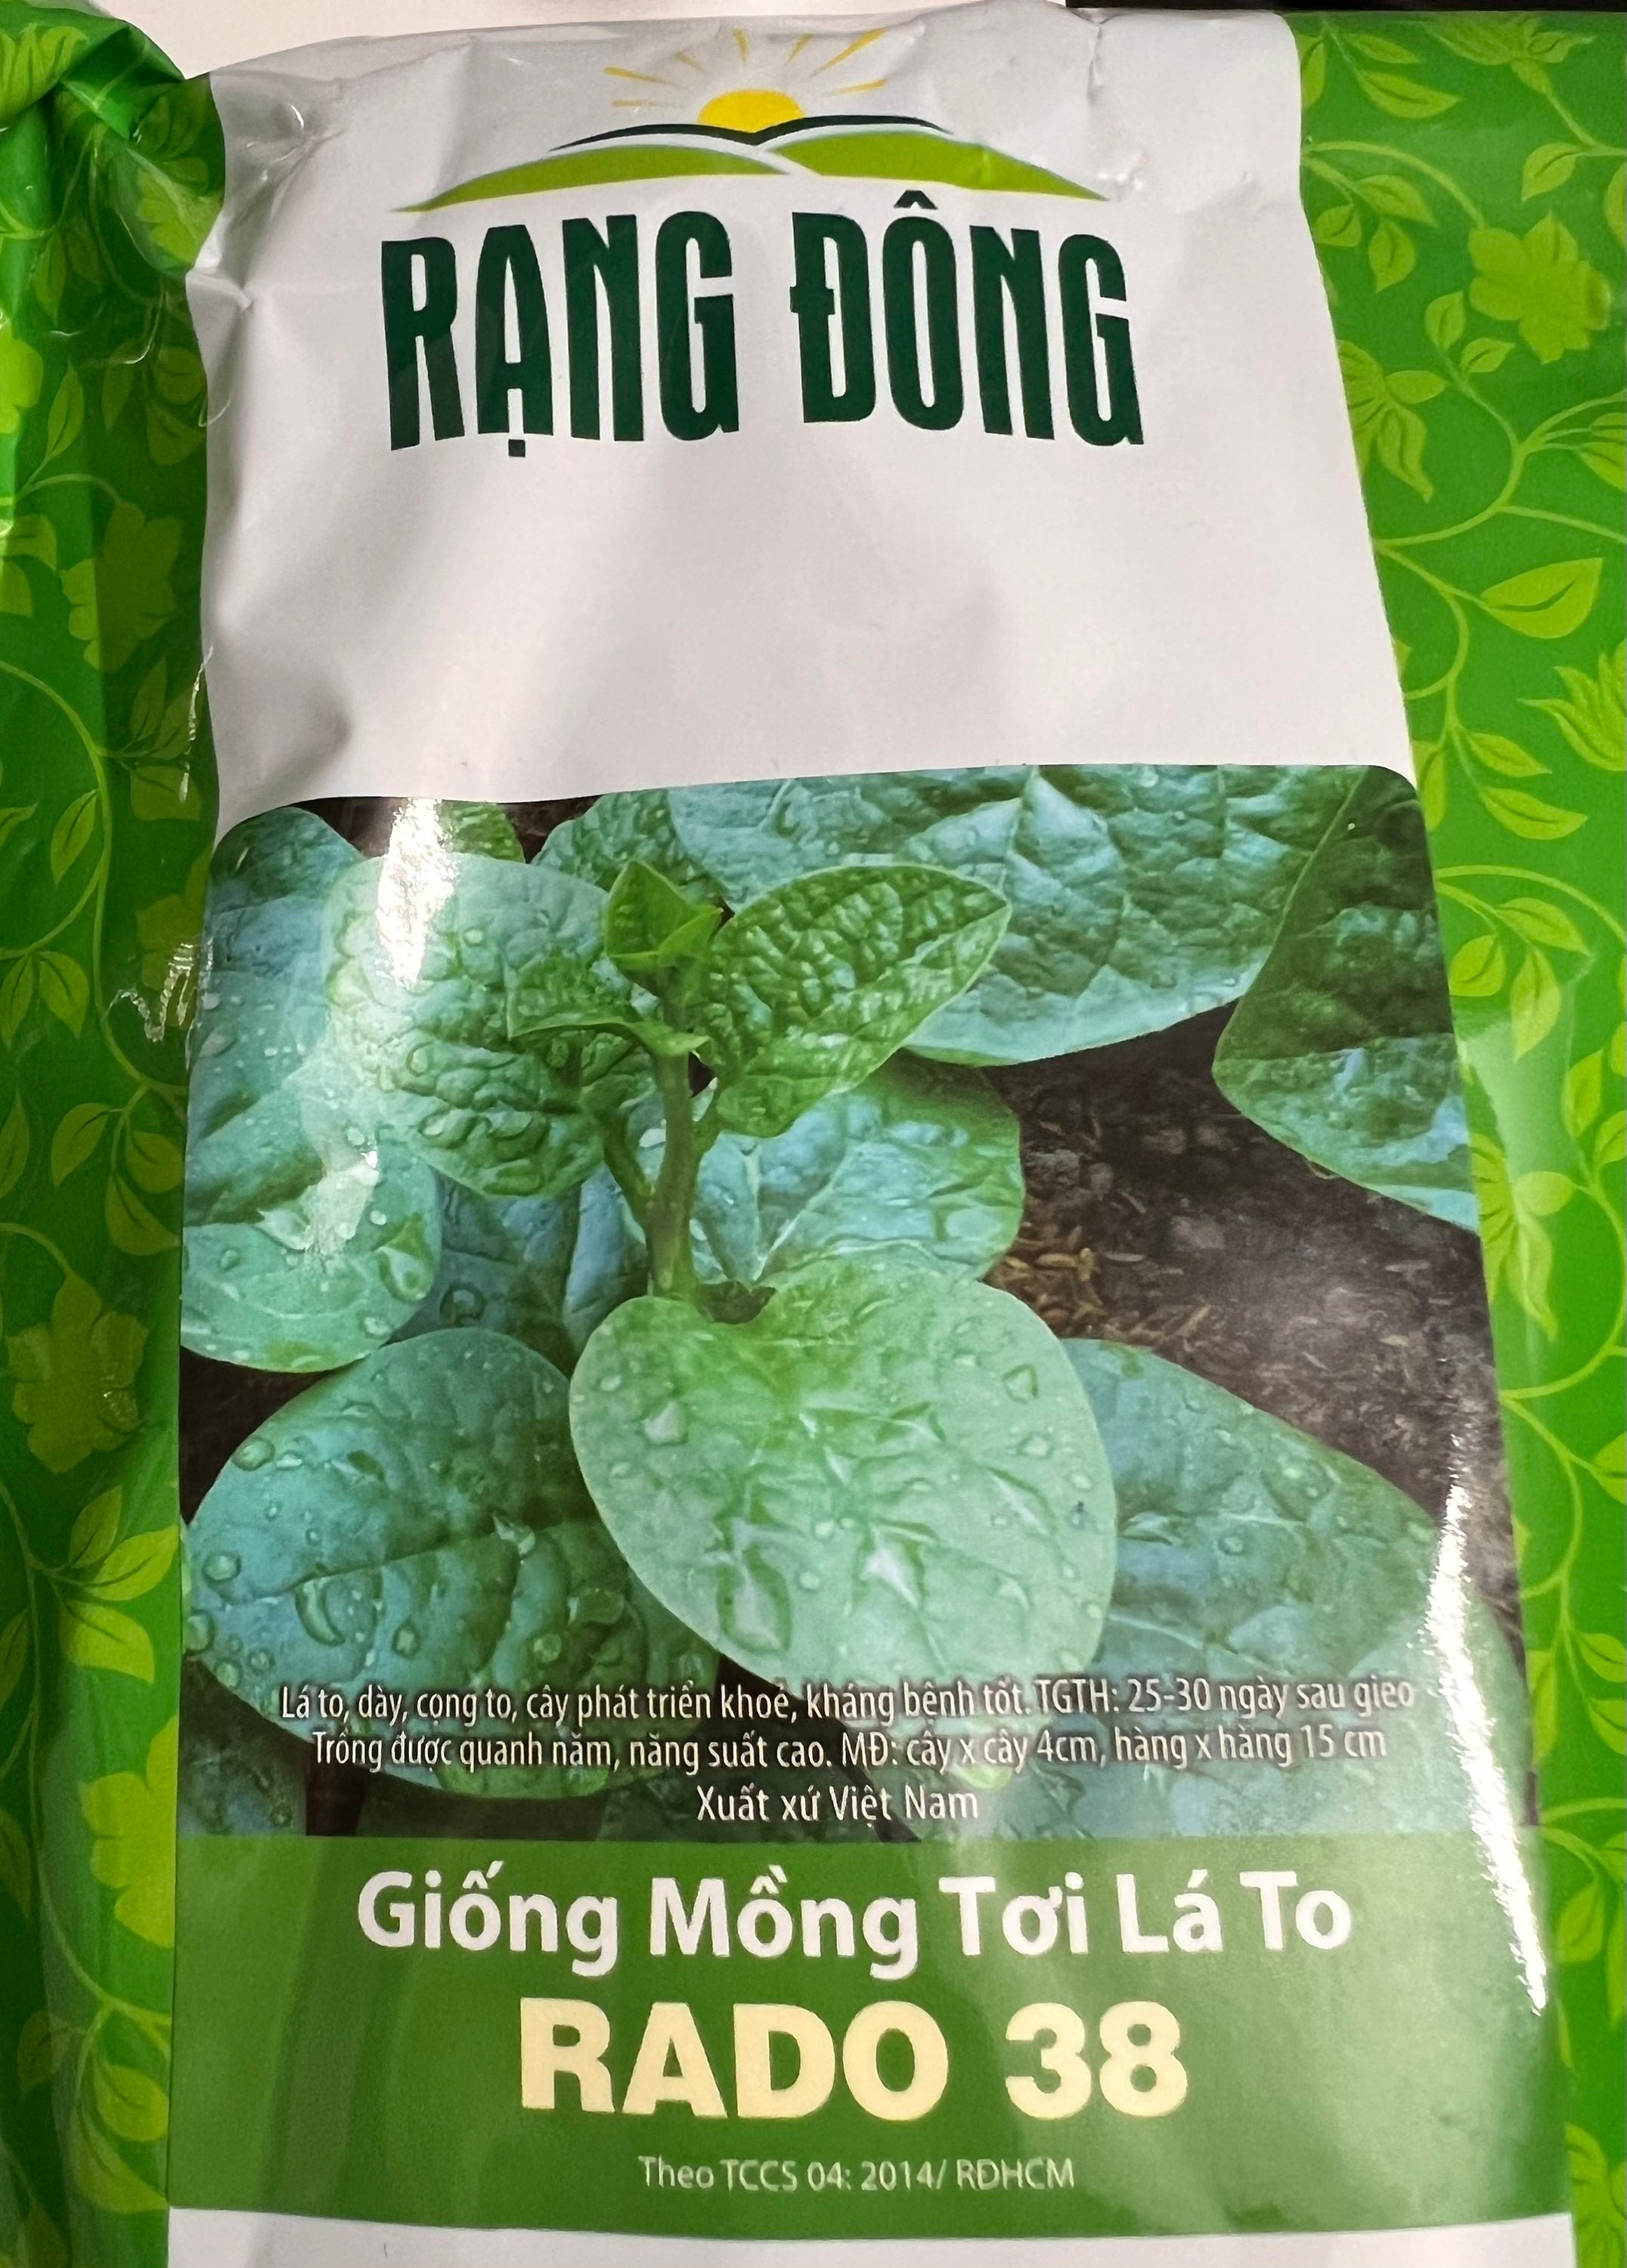 RẠNG ĐÔNG
Lá to, dày, cọng to, cây phát triển khoẻ, kháng bệnh tốt. TGTH: 25-30 ngày sau gieo
Trồng được quanh năm, năng suất cao. MĐ: cây x cây 4cm, hàng x hàng 15 cm
Xuất xứ Việt Nam
Giống Mồng Tơi Lá To
RADO 38
Theo TCCS 04: 2014/ RĐHCM